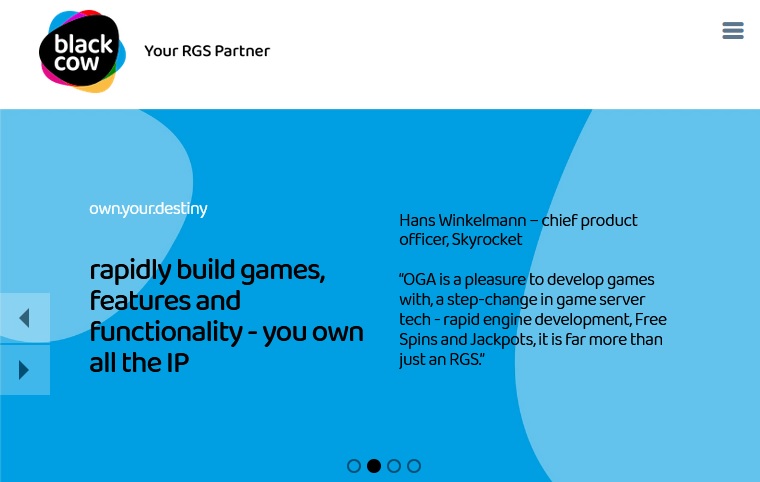 black
cow
Your RGS Partner
own.your.destiny
rapidly build games,
features and
functionality - you own
all the IP
Hans Winkelmann – chief product
officer, Skyrocket
“OGA is a pleasure to develop games
with, a step-change in game server
tech - rapid engine development, Free
Spins and Jackpots, it is far more than
just an RGS.”